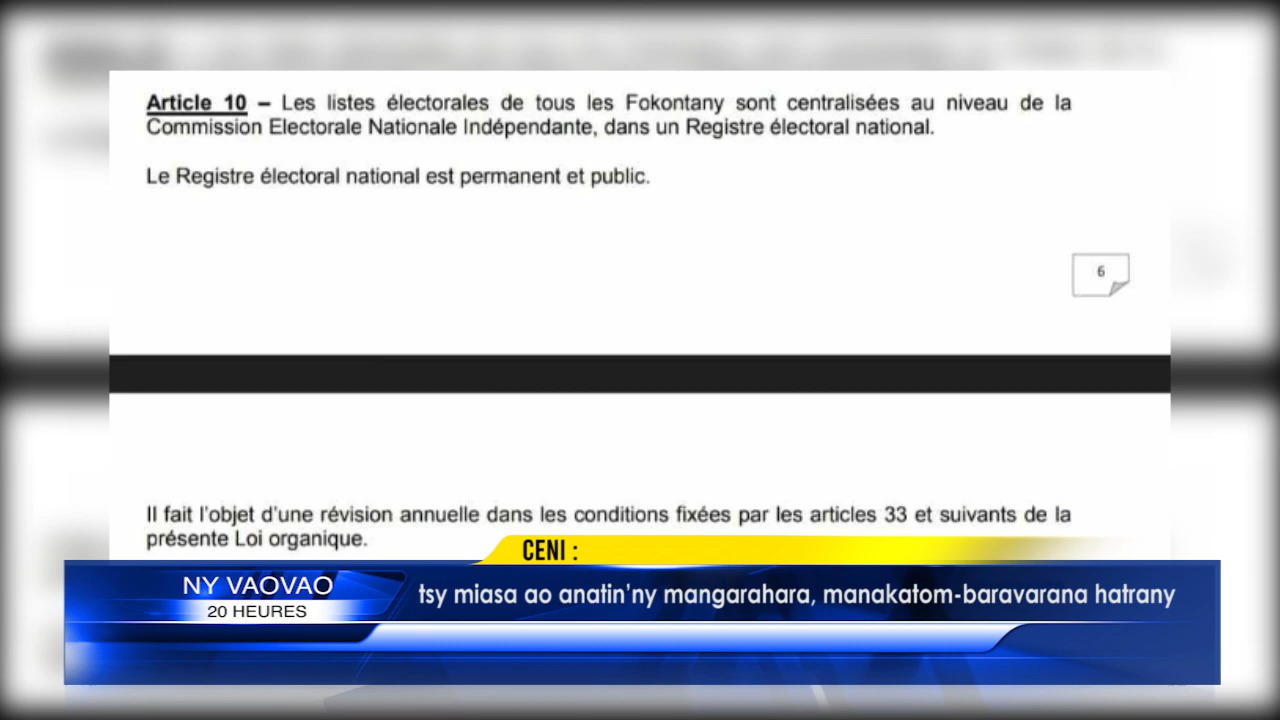 Article 10 – Les listes électorales de tous les Fokontany sont centralisées au niveau de la
Commission Electorale Nationale Indépendante, dans un Registre électoral national.
Le Registre électoral national est permanent et public.
6
Il fait l'objet d'une révision annuelle dans les conditions fixées par les articles 33 et suivants de la
présente Loi organique.
CENI :
NY VAOVAO
20 HEURES
tsy miasa ao anatin'ny mangarahara, manakatom-baravarana hatrany